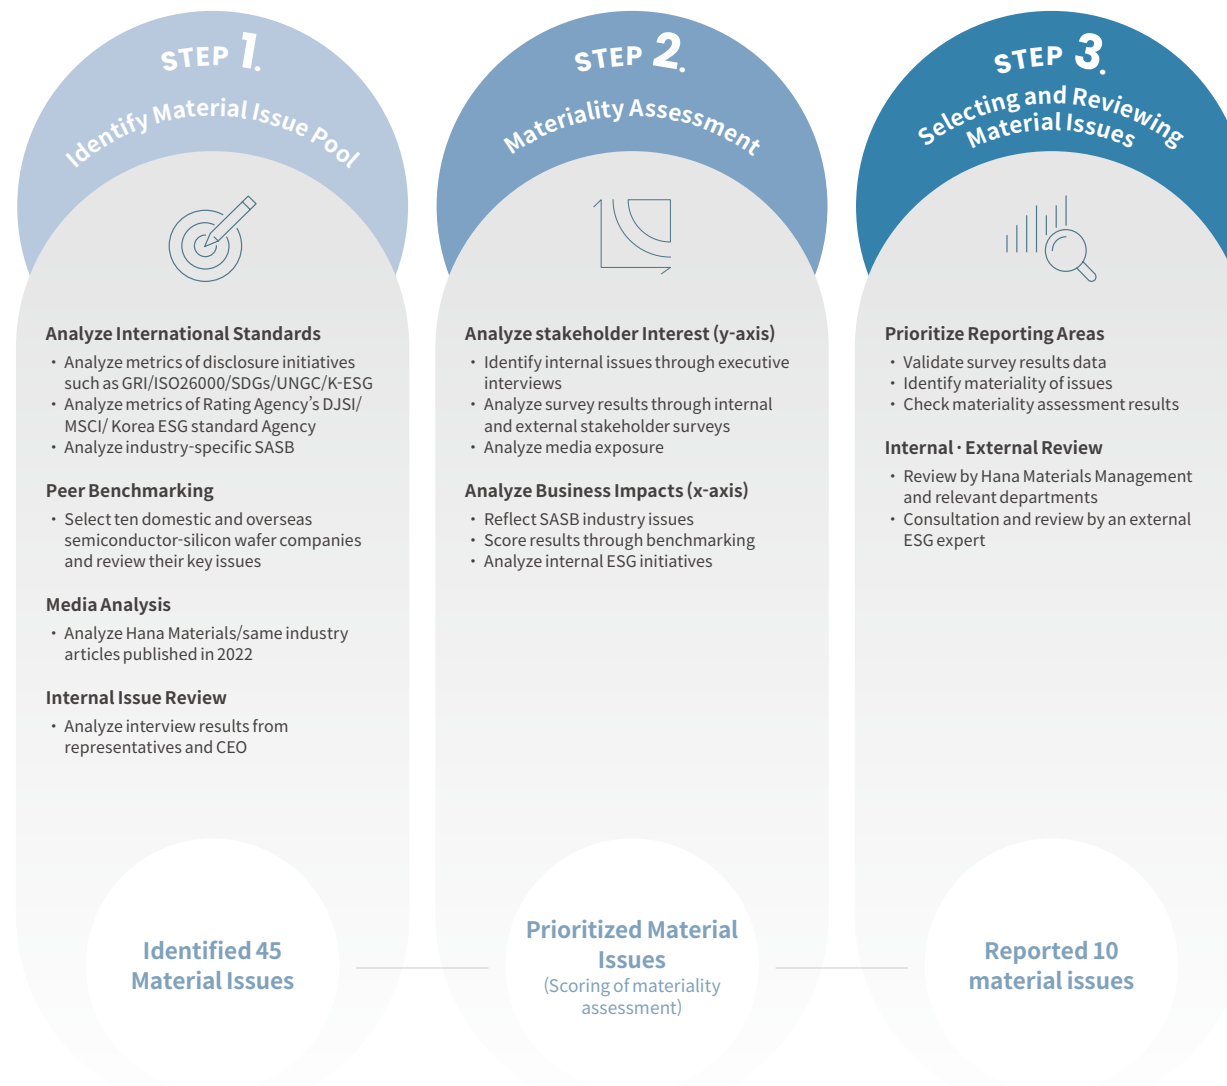 STEP 1.
Identify Material Issue Pool
Analyze International Standards
・ Analyze metrics of disclosure initiatives
such as GRI/ISO26000/SDGs/UNGC/K-ESG
・ Analyze metrics of Rating Agency’s DJSI/
MSCI/ Korea ESG standard Agency
・ Analyze industry-specific SASB
Peer Benchmarking
・ Select ten domestic and overseas
semiconductor-silicon wafer companies
and review their key issues
Media Analysis
・ Analyze Hana Materials/same industry
articles published in 2022
Internal Issue Review
・ Analyze interview results from
representatives and CEO
Identified 45
Material Issues
STEP 2.
Materiality Assessment
Analyze stakeholder Interest (y-axis)
・ Identify internal issues through executive
interviews
・ Analyze survey results through internal
and external stakeholder surveys
・ Analyze media exposure
Analyze Business Impacts (x-axis)
・ Reflect SASB industry issues
・ Score results through benchmarking
・ Analyze internal ESG initiatives
Prioritized Material
Issues
(Scoring of materiality
assessment)
STEP 3.
Selecting and Reviewing
Material Issues
Prioritize Reporting Areas
・ Validate survey results data
・ Identify materiality of issues
・ Check materiality assessment results
Internal · External Review
・ Review by Hana Materials Management
and relevant departments
・ Consultation and review by an external
ESG expert
Reported 10
material issues